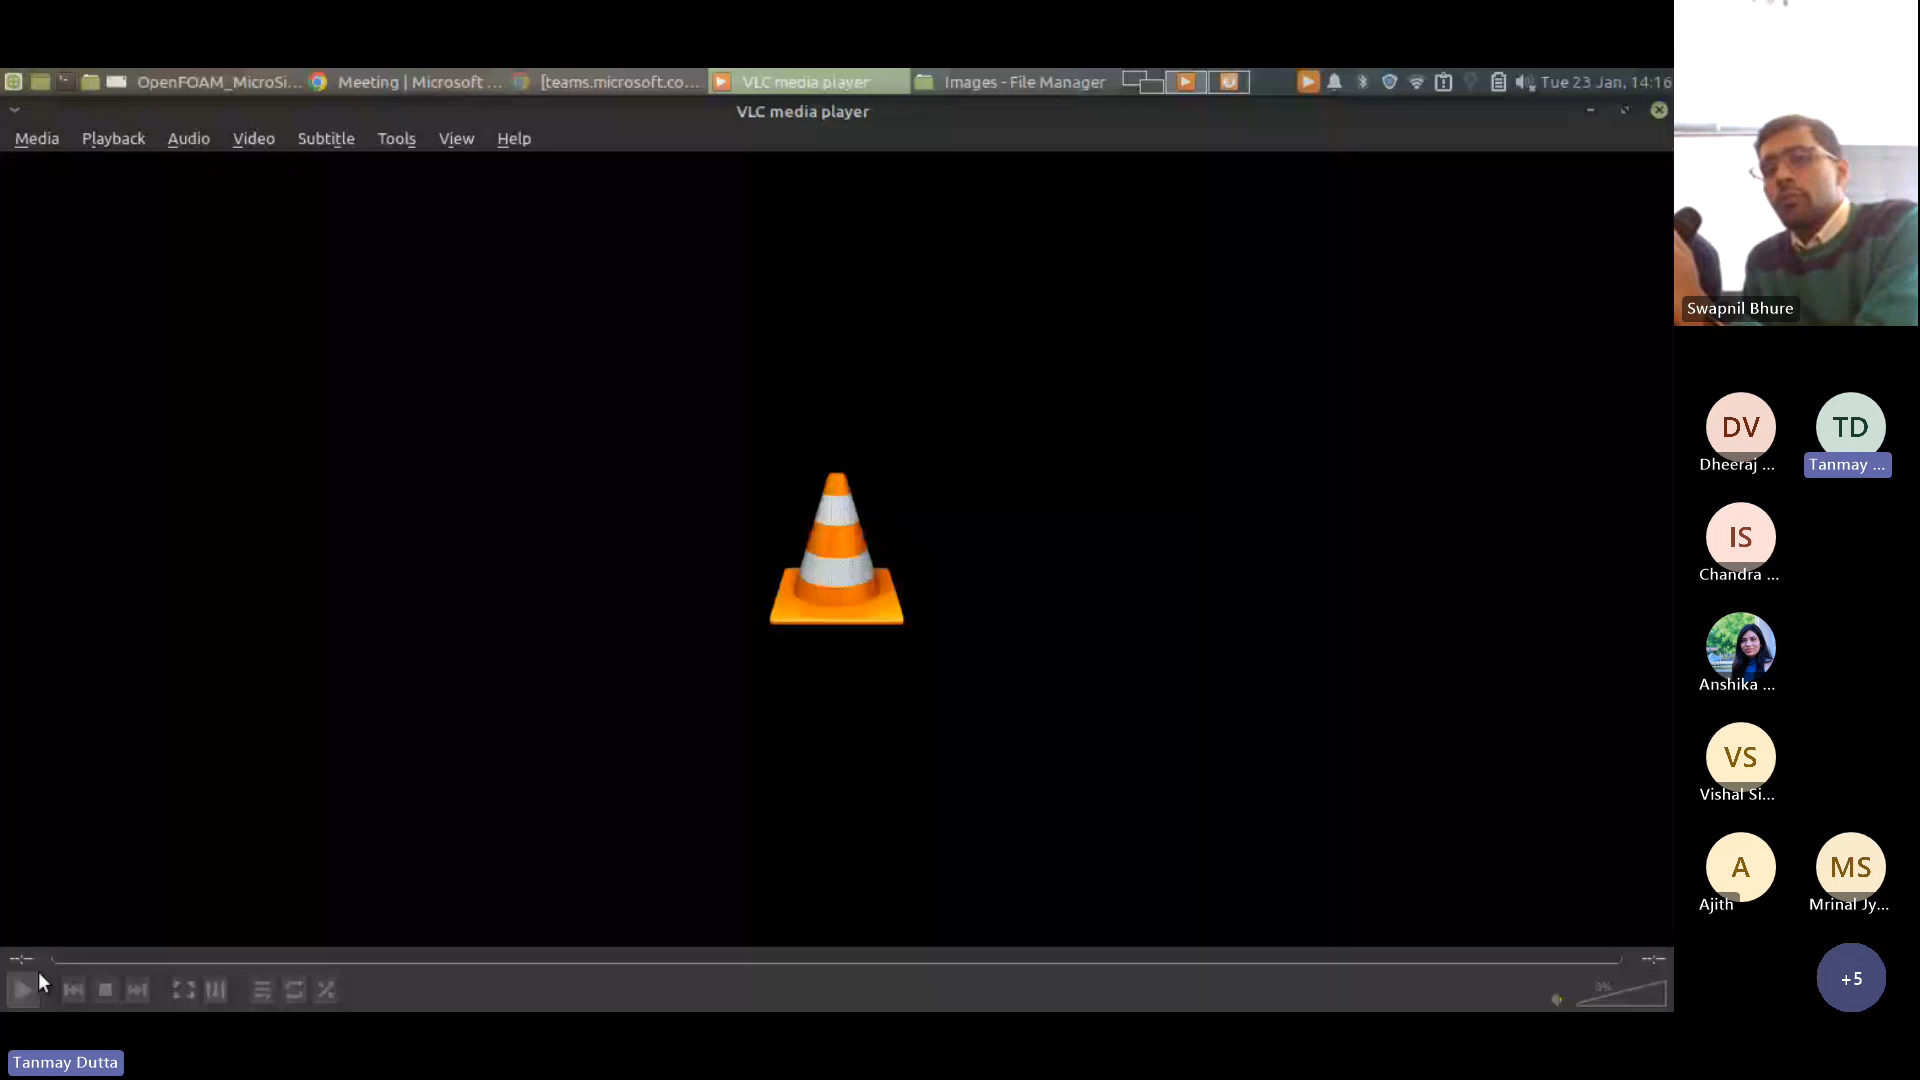 OpenFOAM_MicroSi...
Meeting | Microsoft ...
[teams.microsoft.co...
VLC media player
Images - File Manager
Tue 23 Jan, 14:16
VLC media player
Media Playback Audio Video Subtitle Tools View Help
Swapnil Bhure
DV
Dheeraj ...
TD
Tanmay ...
IS
Chandra ...
Anshika ...
VS
Vishal Si...
A
Ajith
MS
Mrinal Jy...
+5
--:--
--:--
0%
Tanmay Dutta